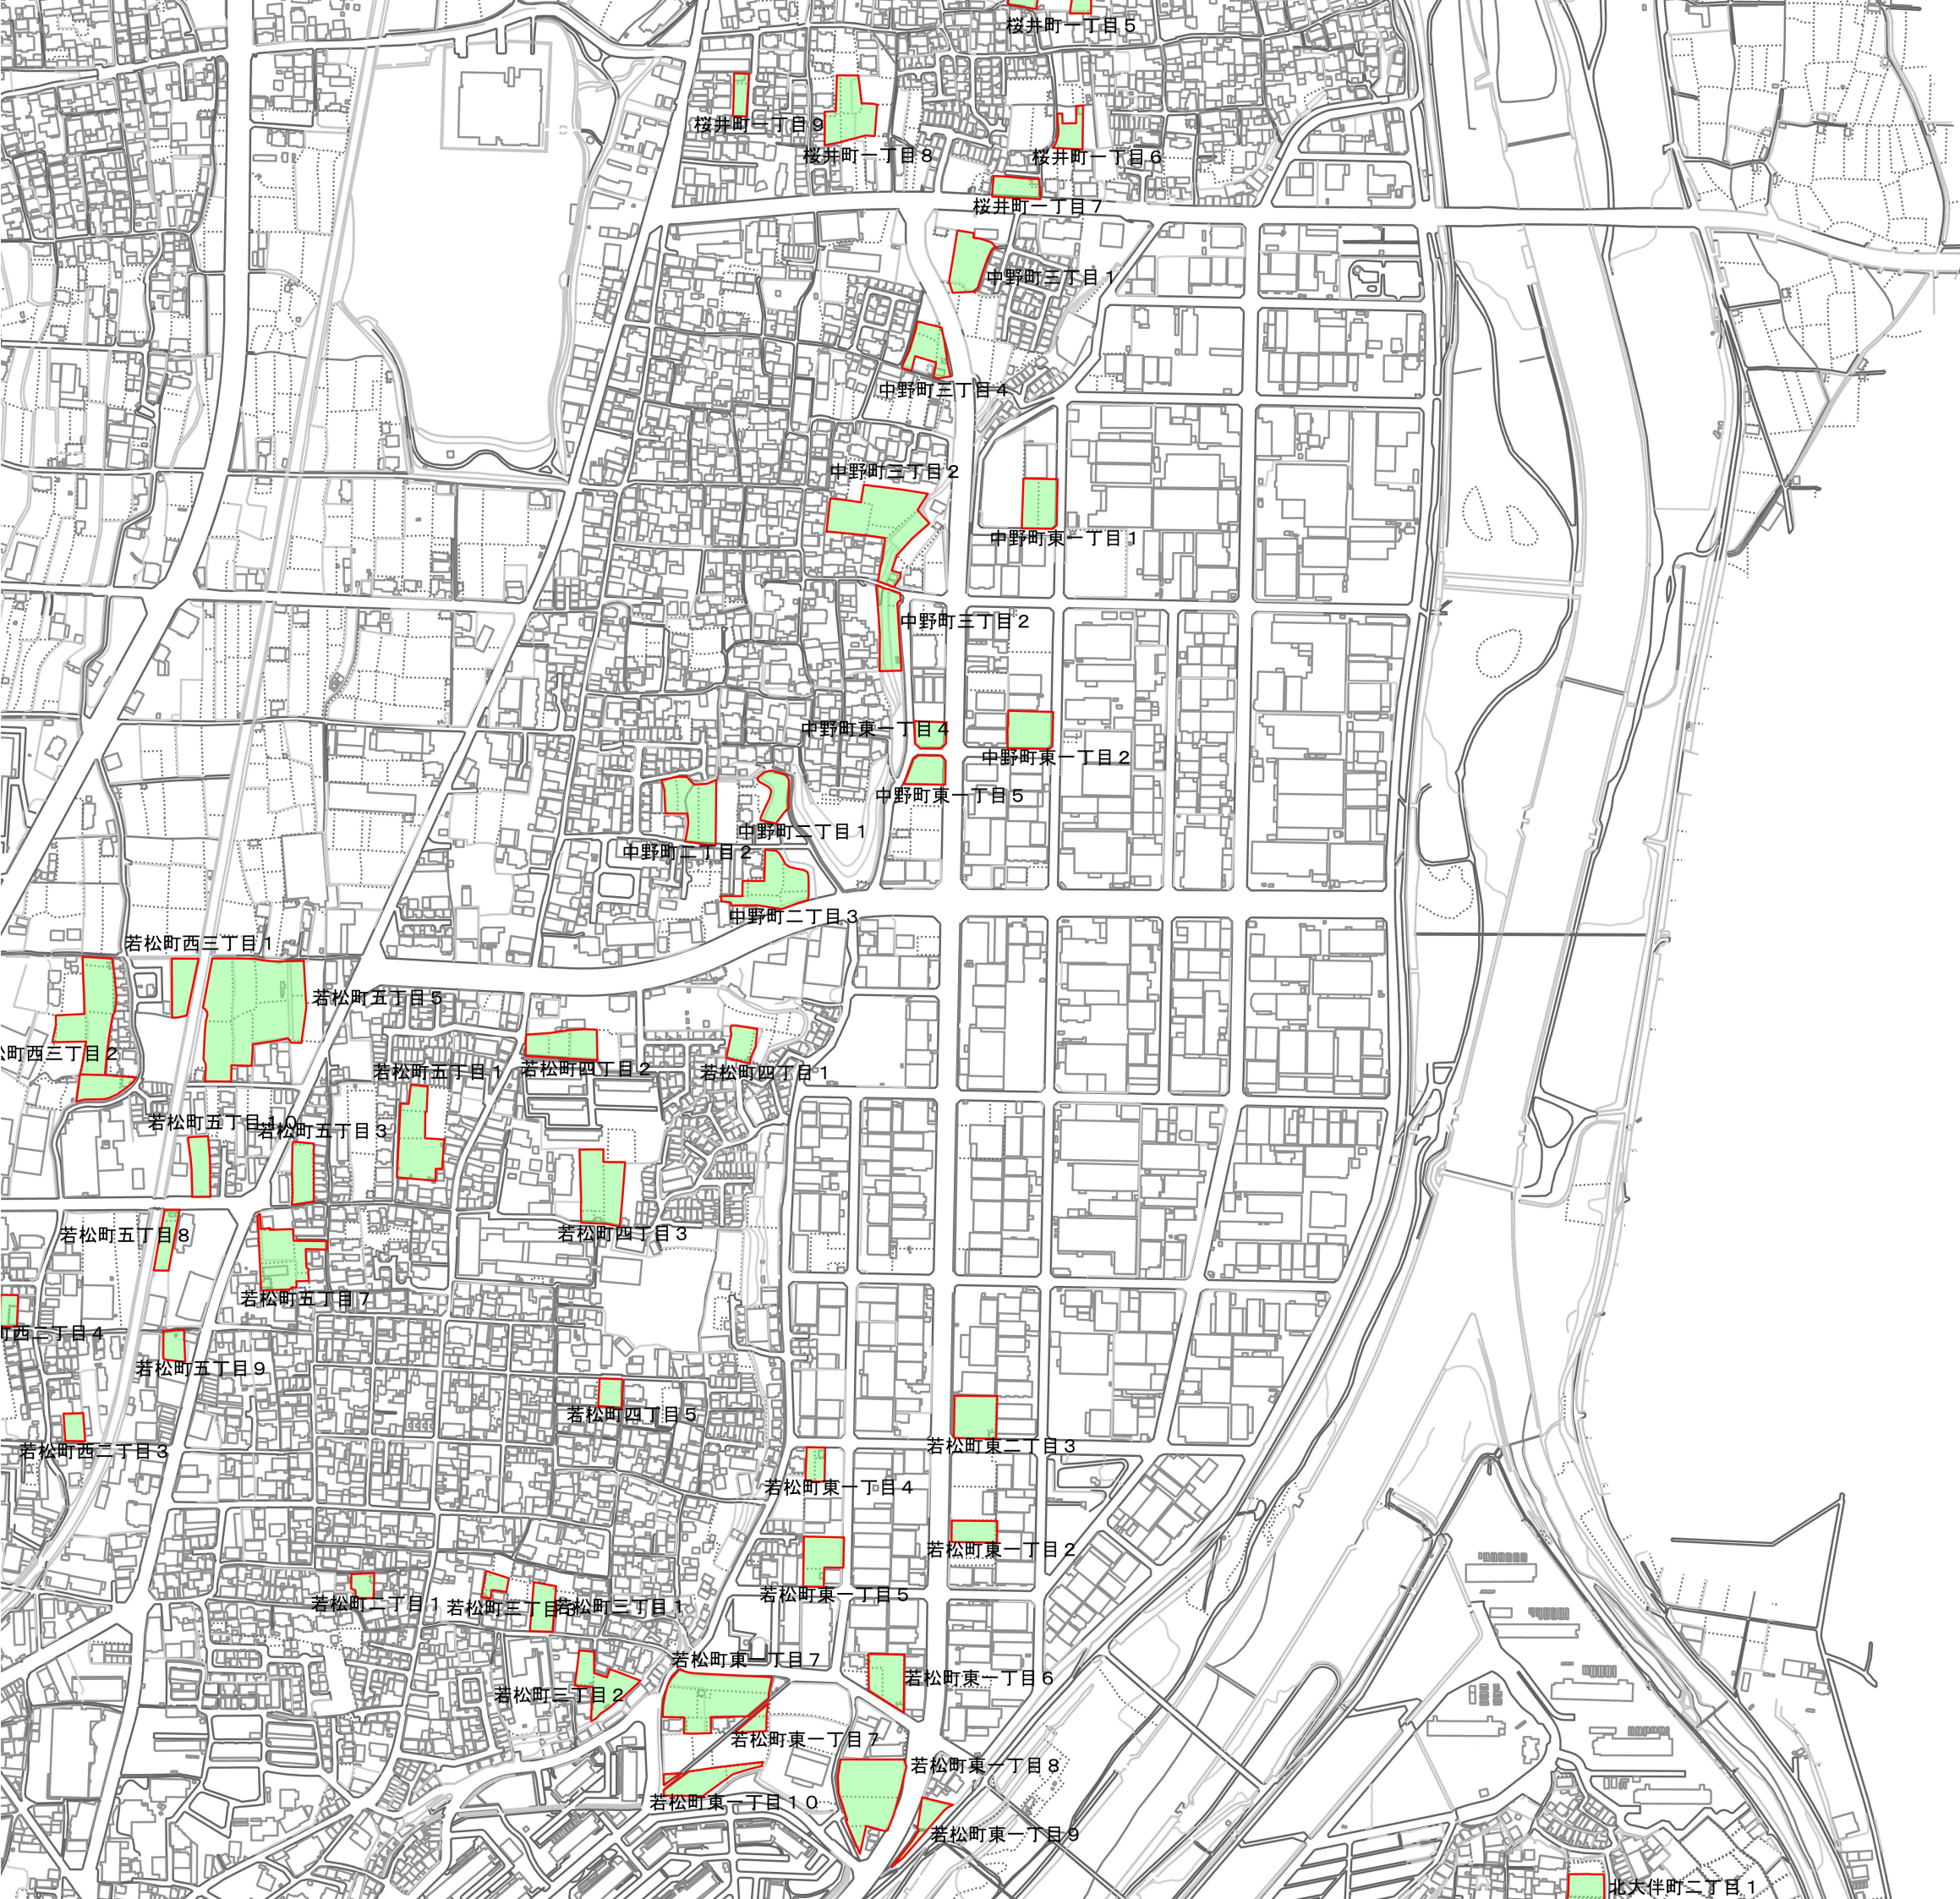 桜井町一丁目５
桜井町一丁目９
桜井町一丁目８
桜井町一丁目６
桜井町一丁目７
中野町三丁目１
中野町三丁目４
中野町三丁目２
中野町東一丁目１
中野町三丁目２
中野町東一丁目４
中野町東一丁目２
中野町東一丁目５
中野町二丁目１
中野町二丁目２
中野町二丁目３
若松町西三丁目１
若松町五丁目５
町西三丁目２
若松町五丁目１
若松町四丁目２
若松町四丁目１
若松町五丁目１０
若松町五丁目３
若松町五丁目８
若松町四丁目３
若松町五丁目７
町西二丁目４
若松町五丁目９
若松町四丁目５
若松町西二丁目３
若松町東二丁目３
若松町東一丁目４
若松町東一丁目２
若松町東一丁目５
若松町二丁目１
若松町三丁目３
若松町三丁目１
若松町東一丁目７
若松町東一丁目６
若松町三丁目２
若松町東一丁目７
若松町東一丁目８
若松町東一丁目１０
若松町東一丁目９
北大伴町二丁目１